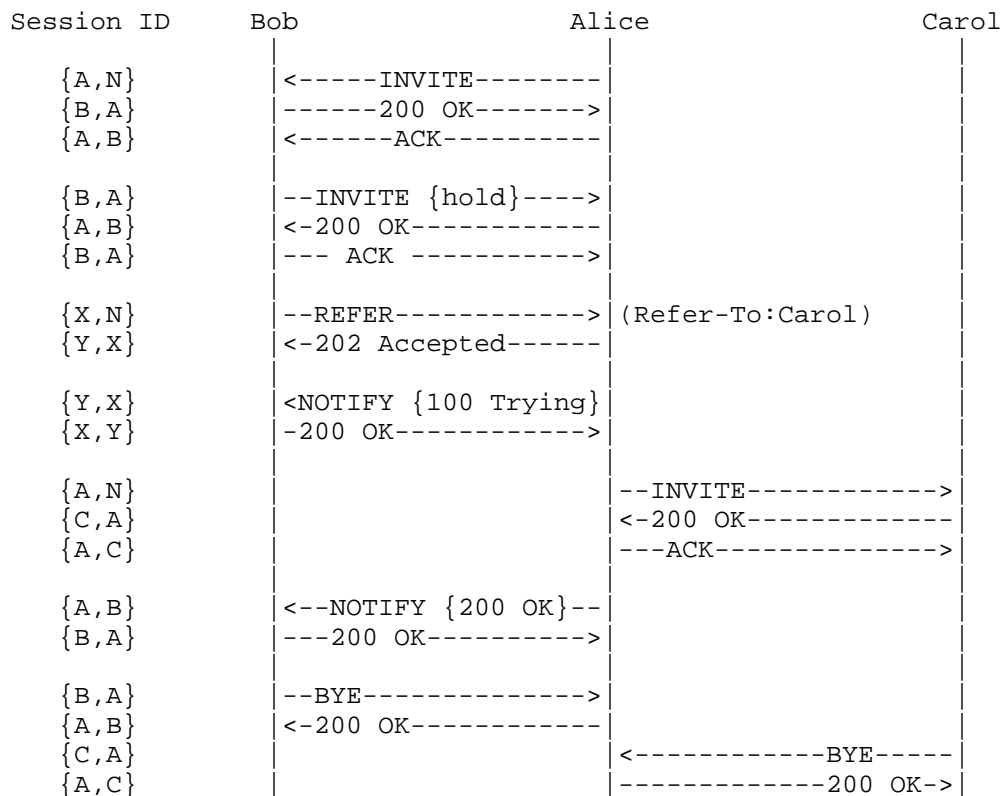 Session ID      Bob                 Alice                 Carol
                 |                    |                     |
   {A,N}         |<-----INVITE--------|                     |
   {B,A}         |------200 OK------->|                     |
   {A,B}         |<------ACK----------|                     |
                 |                    |                     |
   {B,A}         |--INVITE {hold}---->|                     |
   {A,B}         |<-200 OK------------|                     |
   {B,A}         |--- ACK ----------->|                     |
                 |                    |                     |
   {X,N}         |--REFER------------>|(Refer-To:Carol)     |
   {Y,X}         |<-202 Accepted------|                     |
                 |                    |                     |
   {Y,X}         |<NOTIFY {100 Trying}|                     |
   {X,Y}         |-200 OK------------>|                     |
                 |                    |                     |
   {A,N}         |                    |--INVITE------------>|
   {C,A}         |                    |<-200 OK-------------|
   {A,C}         |                    |---ACK-------------->|
                 |                    |                     |
   {A,B}         |<--NOTIFY {200 OK}--|                     |
   {B,A}         |---200 OK---------->|                     |
                 |                    |                     |
   {B,A}         |--BYE-------------->|                     |
   {A,B}         |<-200 OK------------|                     |
   {C,A}         |                    |<------------BYE-----|
   {A,C}         |                    |-------------200 OK->|